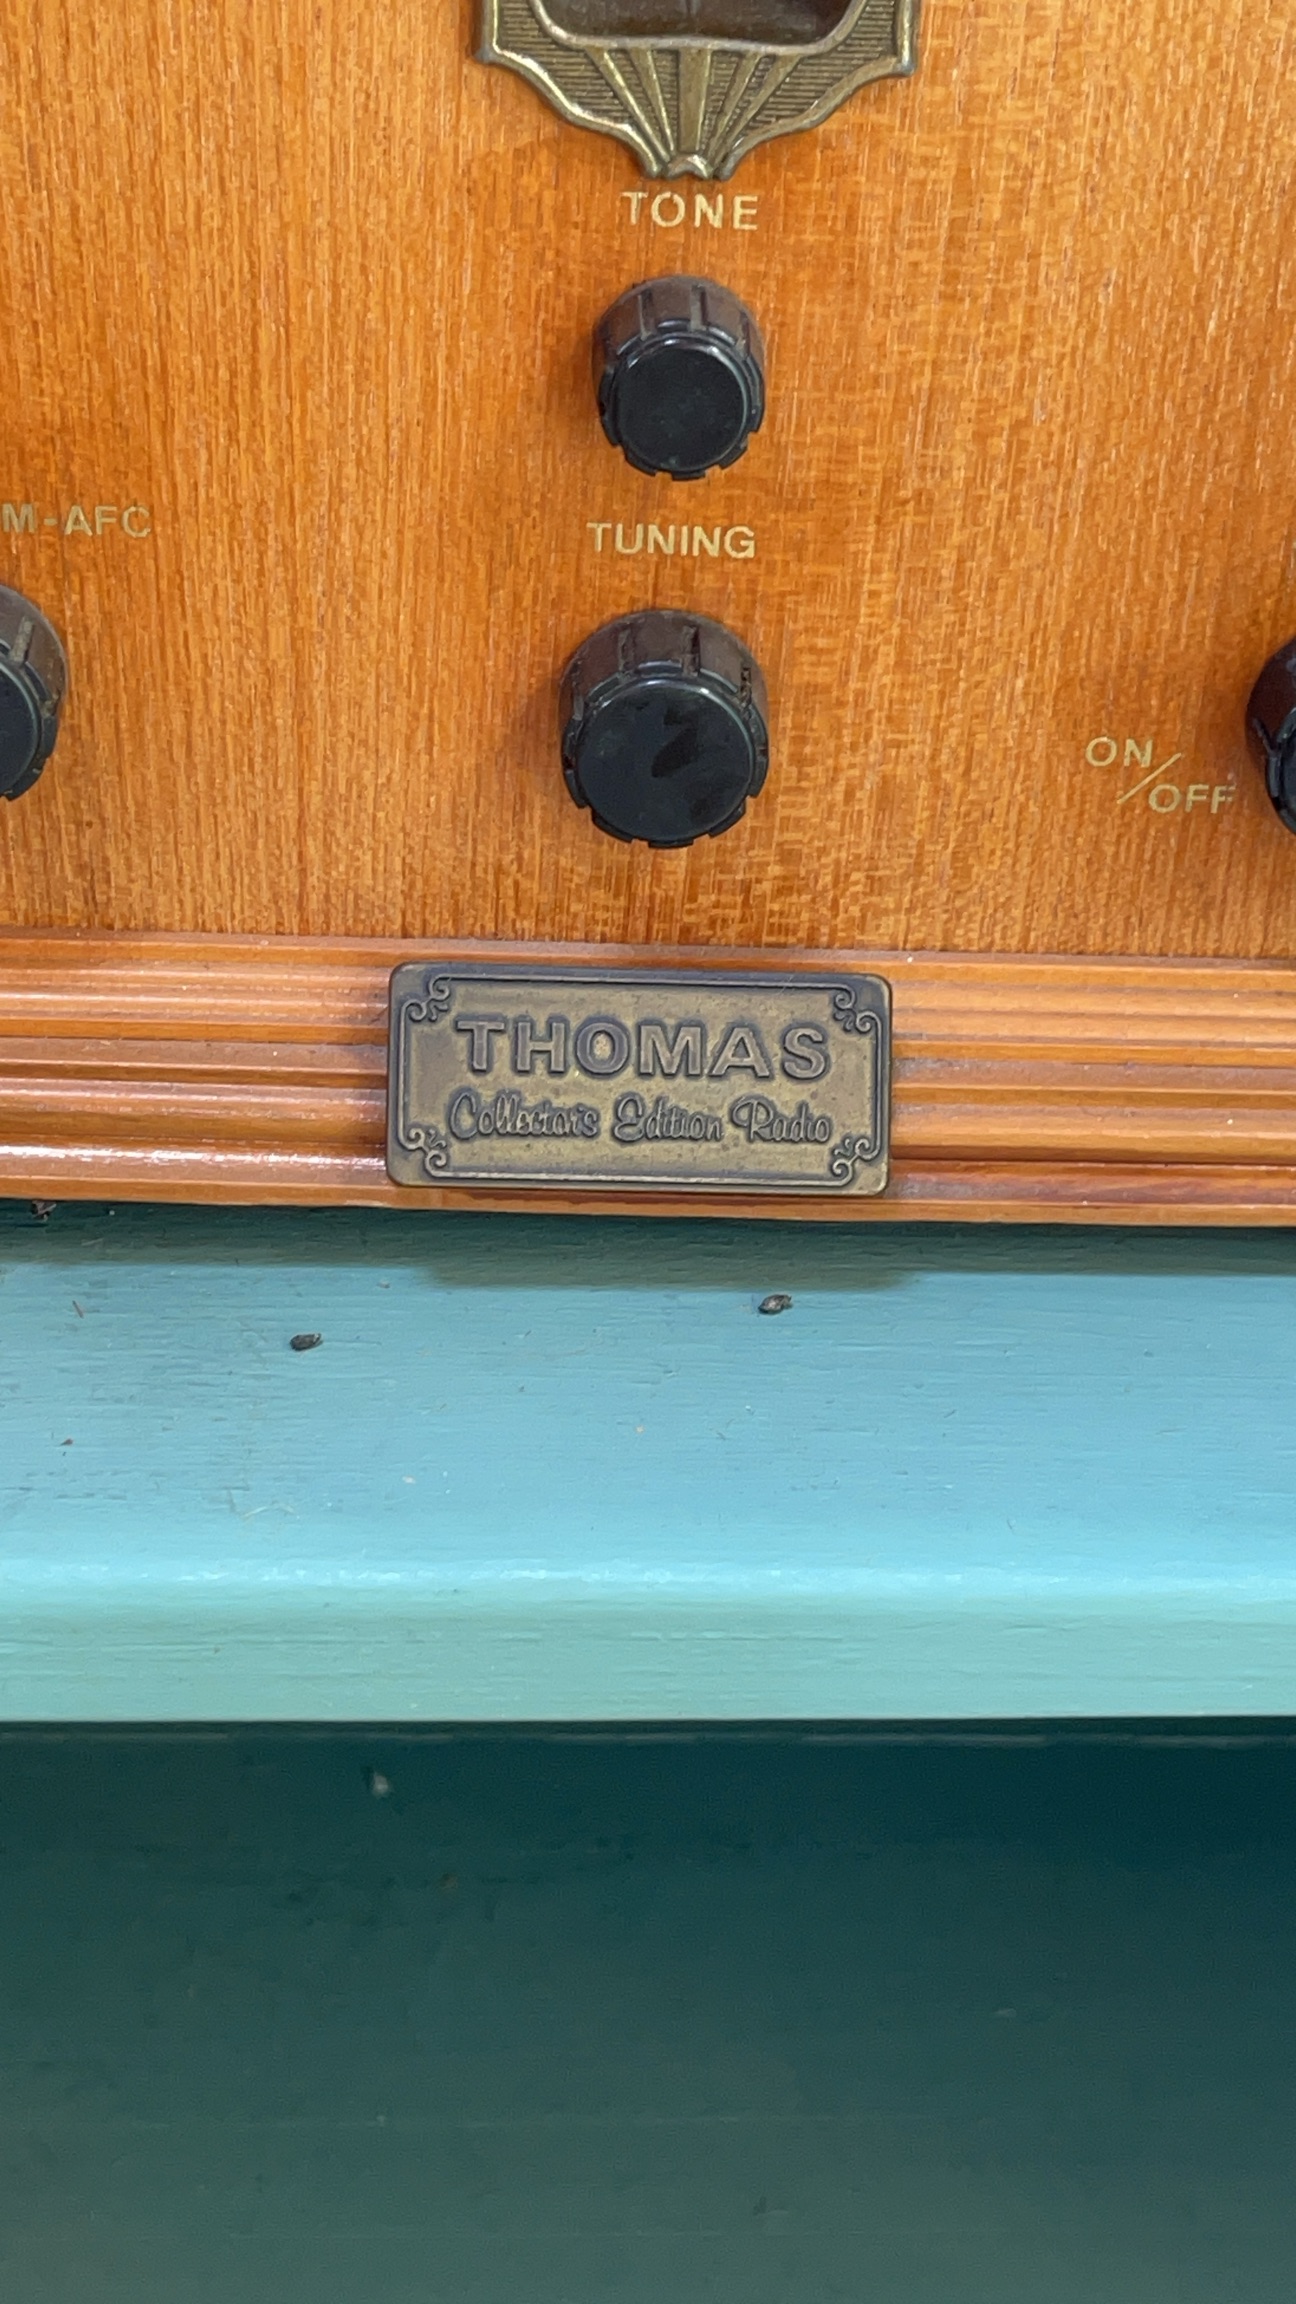 TONE
M-AFC
TUNING
ON/OFF
THOMAS
Collector's Edition Radio